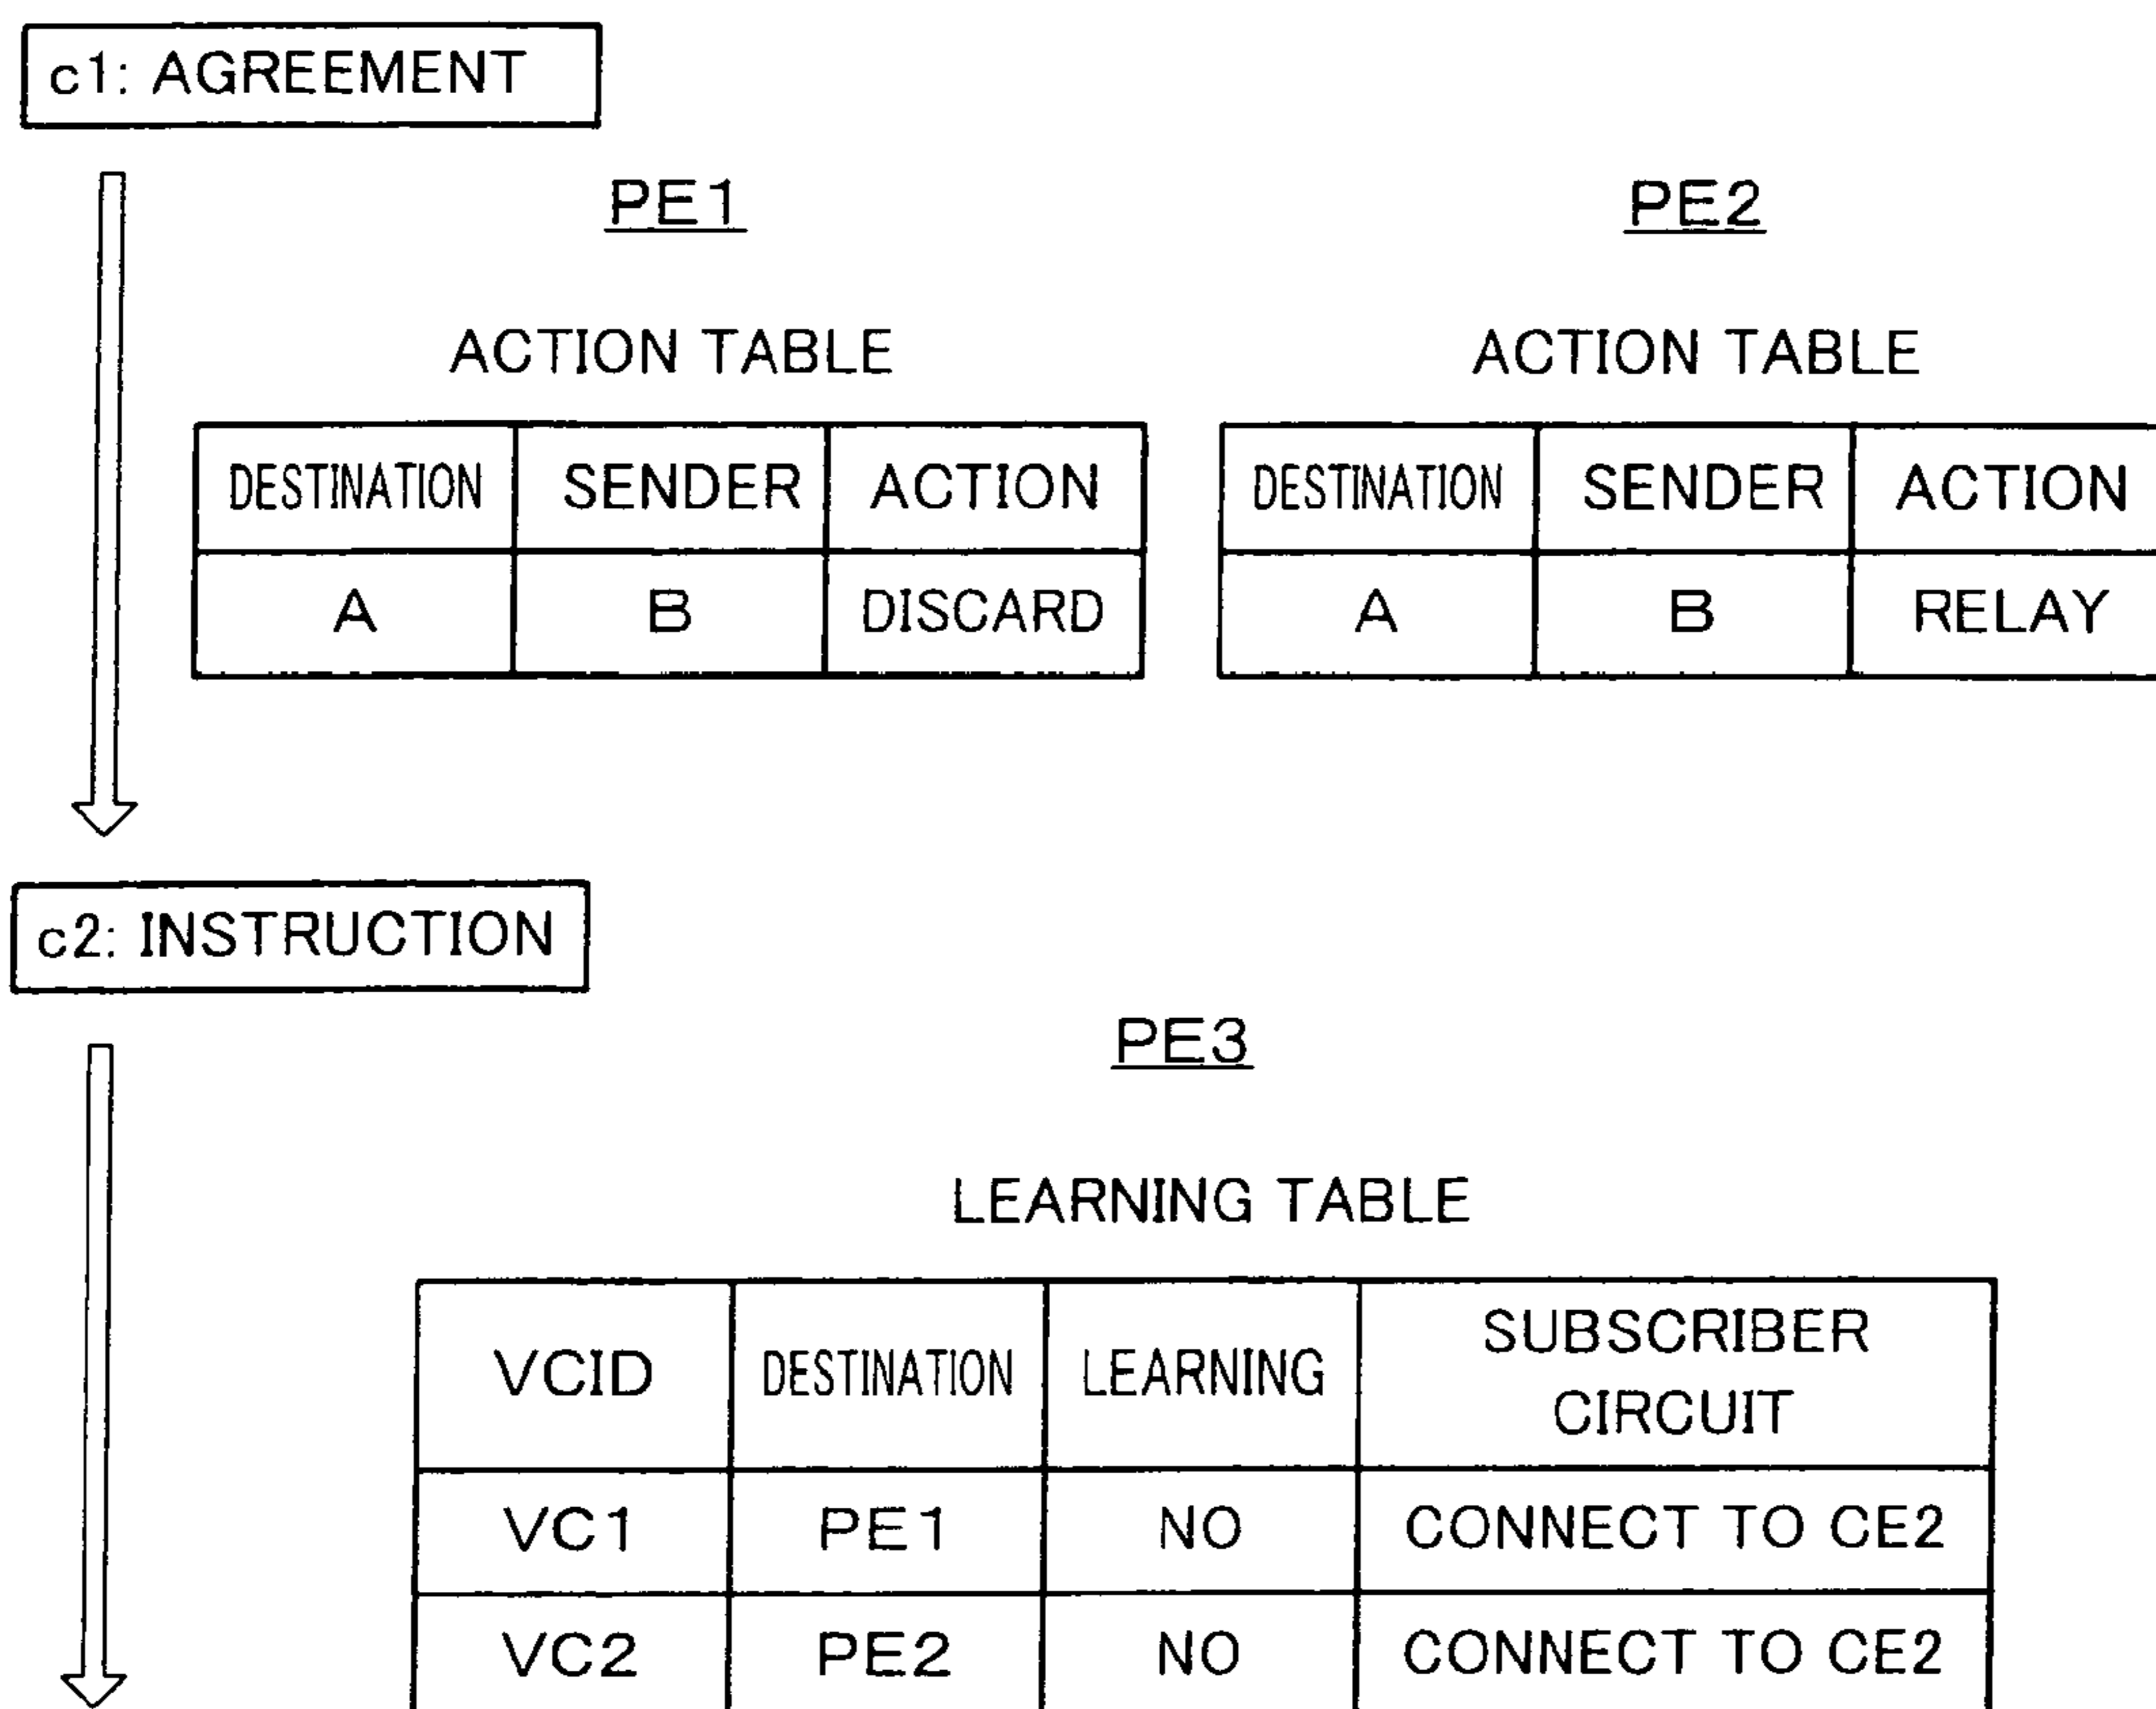 c1: AGREEMENT
PE1 PE2
ACTION TABLE ACTION TABLE
DESTINATION SENDER ACTION DESTINATION SENDER ACTION
A B DISCARD A B RELAY
c2: INSTRUCTION
PE3
LEARNING TABLE
VCID DESTINATION LEARNING SUBSCRIBER CIRCUIT
VC1 PE1 NO CONNECT TO CE2
VC2 PE2 NO CONNECT TO CE2